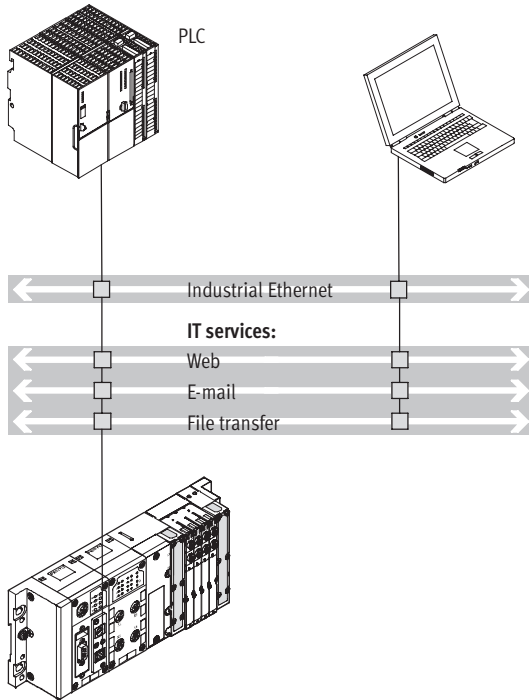 PLC
Industrial Ethernet
IT services:
Web
E-mail
File transfer